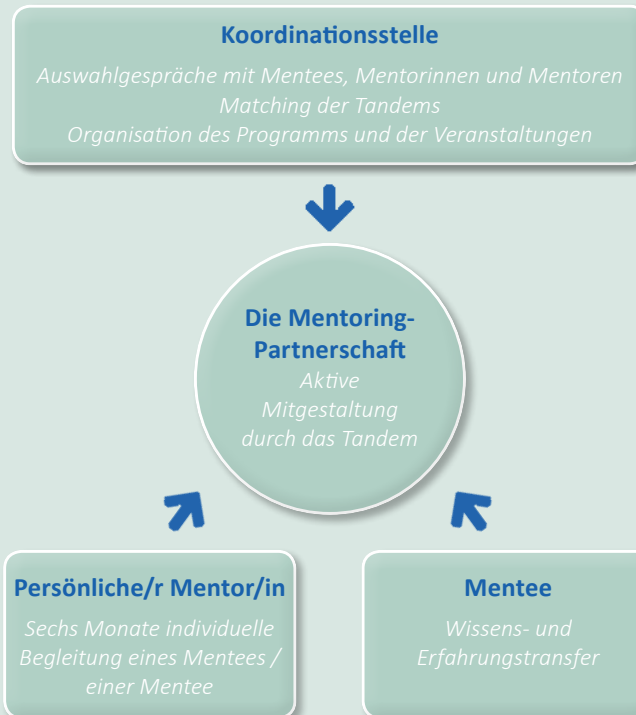 Koordinationsstelle
Auswahlgespräche mit Mentees, Mentorinnen und Mentoren
Matching der Tandems
Organisation des Programms und der Veranstaltungen
Die Mentoring-
Partnerschaft
Aktive
Mitgestaltung
durch das Tandem
Persönliche/r Mentor/in
Sechs Monate individuelle
Begleitung eines Mentees /
einer Mentee
Mentee
Wissens- und
Erfahrungstransfer